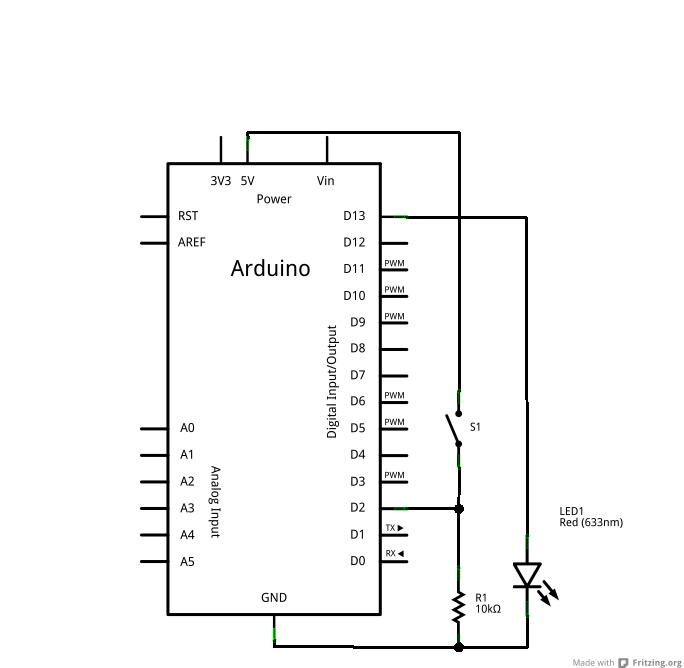 3V3 5V Vin
Power
RST D13
AREF D12
Arduino
D11 PWM
D10 PWM
D9 PWM
D8
D7
Digital Input/Output
D6 PWM
A0 D5 PWM
S1
A1 D4
A2 D3 PWM
Analog Input
A3 D2
A4 D1 TX
A5 D0 RX
LED1
Red (633nm)
GND
R1
10kΩ
Made with Fritzing.org